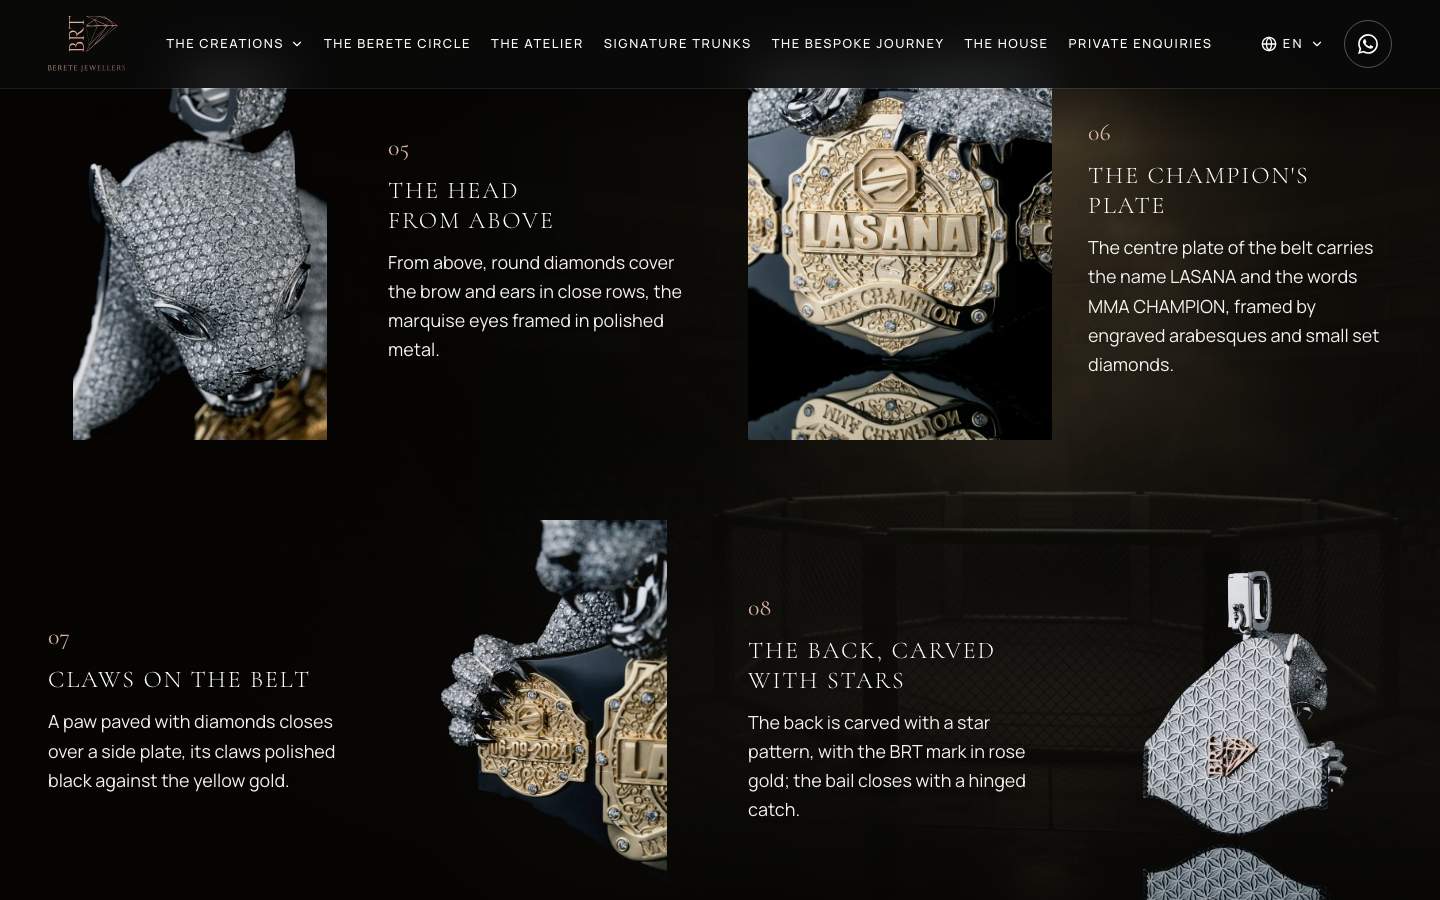 BRT
BERETE JEWELLERS
THE CREATIONS
THE BERETE CIRCLE
THE ATELIER
SIGNATURE TRUNKS
THE BESPOKE JOURNEY
THE HOUSE
PRIVATE ENQUIRIES
EN
05
THE HEAD
FROM ABOVE
From above, round diamonds cover
the brow and ears in close rows, the
marquise eyes framed in polished
metal.
LASANA
MMA CHAMPION
MMA CHAMPION
06
THE CHAMPION'S
PLATE
The centre plate of the belt carries
the name LASANA and the words
MMA CHAMPION, framed by
engraved arabesques and small set
diamonds.
07
CLAWS ON THE BELT
A paw paved with diamonds closes
over a side plate, its claws polished
black against the yellow gold.
06-09-2024
LA
MM
08
THE BACK, CARVED
WITH STARS
The back is carved with a star
pattern, with the BRT mark in rose
gold; the bail closes with a hinged
catch.
BRT